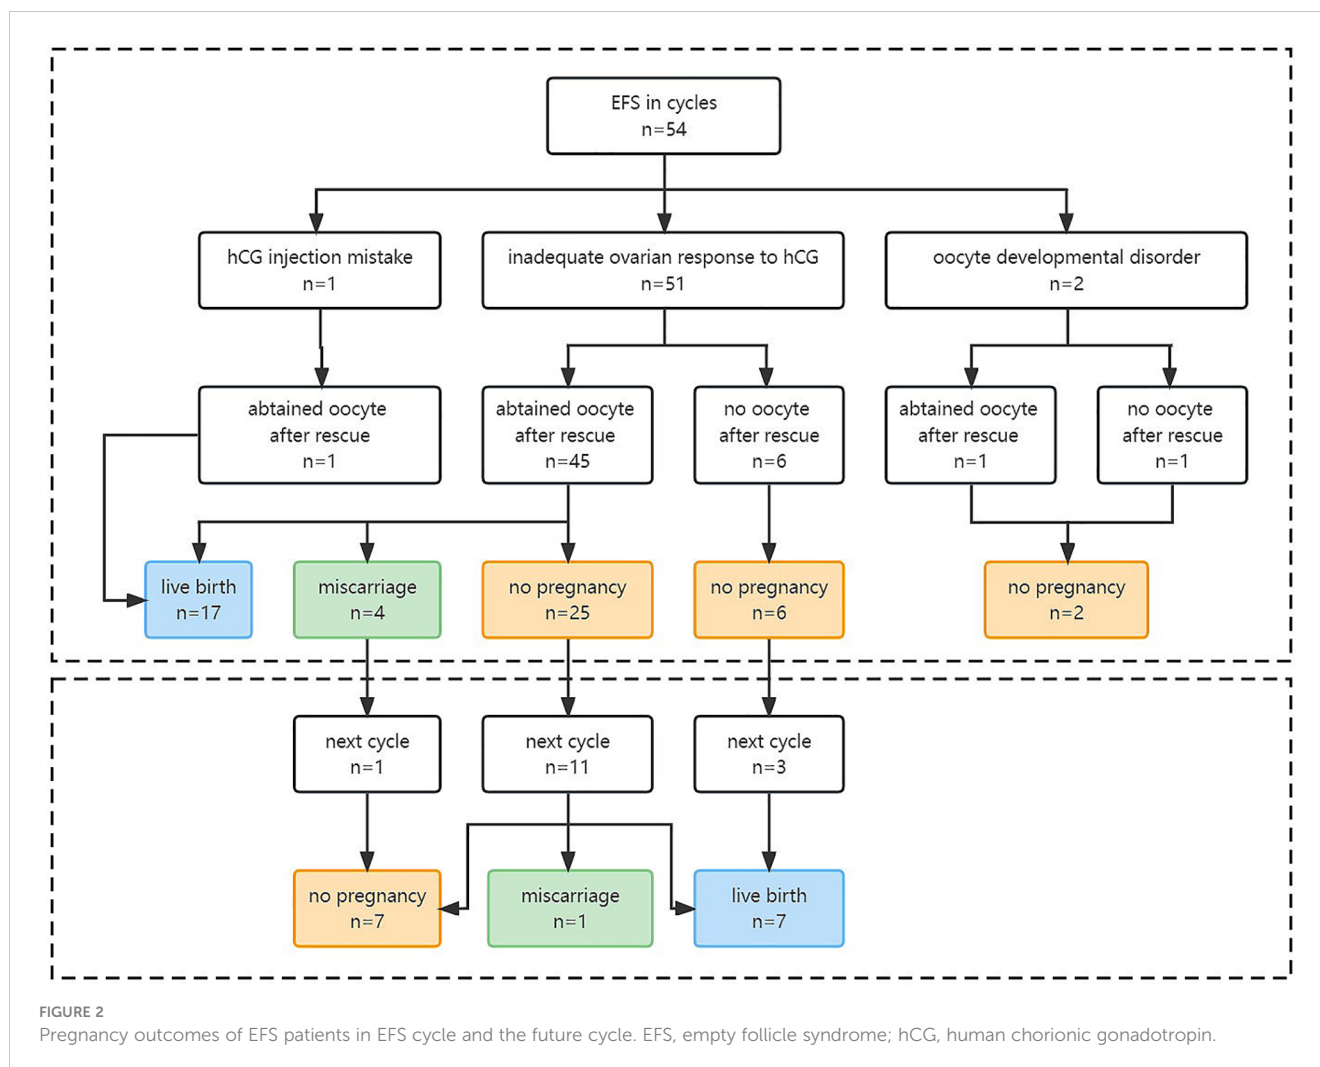 EFS in cycles
n=54
hCG injection mistake
n=1
inadequate ovarian response to hCG
n=51
oocyte developmental disorder
n=2
abtained oocyte
after rescue
n=1
abtained oocyte
after rescue
n=45
no oocyte
after rescue
n=6
abtained oocyte
after rescue
n=1
no oocyte
after rescue
n=1
live birth
n=17
miscarriage
n=4
no pregnancy
n=25
no pregnancy
n=6
no pregnancy
n=2
next cycle
n=1
next cycle
n=11
next cycle
n=3
no pregnancy
n=7
miscarriage
n=1
live birth
n=7
FIGURE 2
Pregnancy outcomes of EFS patients in EFS cycle and the future cycle. EFS, empty follicle syndrome; hCG, human chorionic gonadotropin.